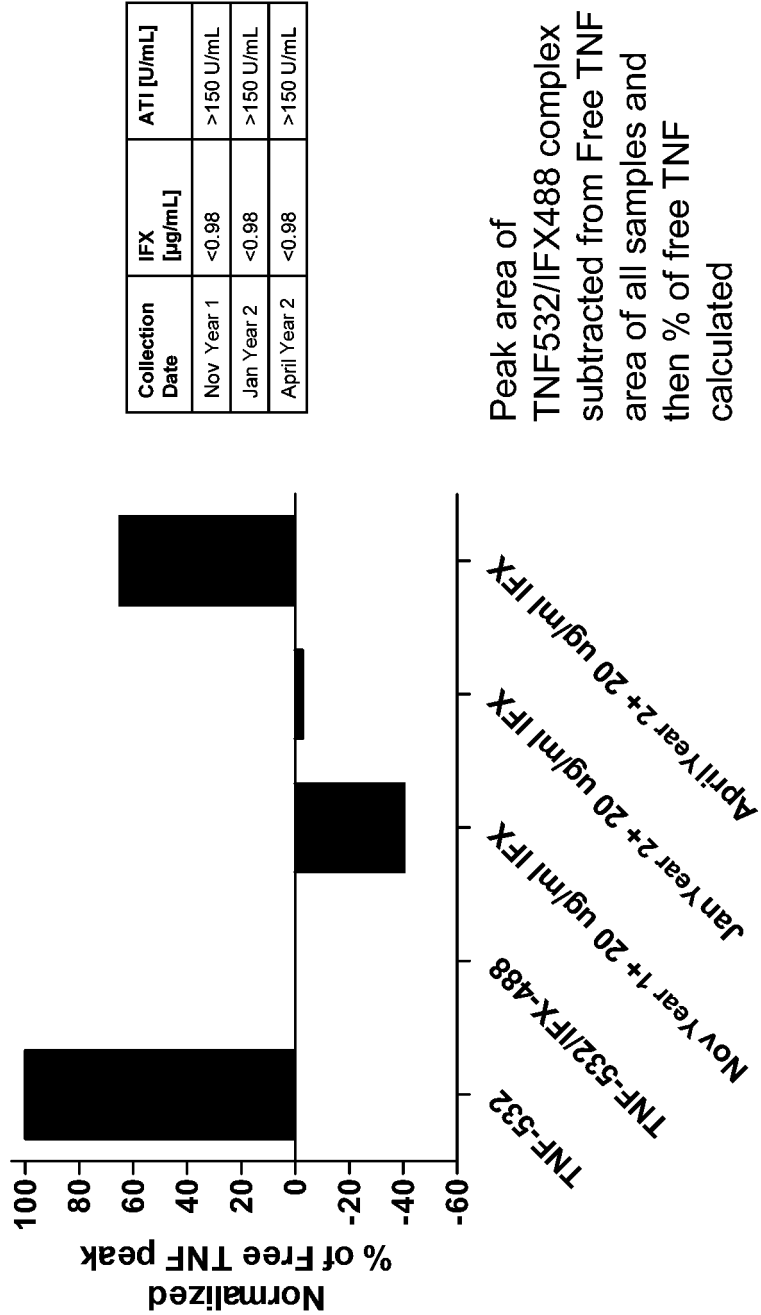 Normalized
% of Free TNF peak
100
80
60
40
20
0
-20
-40
-60
TNF-532
TNF-532/IFX-488
Nov Year 1+ 20 ug/ml IFX
Jan Year 2+ 20 ug/ml IFX
April Year 2+ 20 ug/ml IFX
Collection Date IFX [µg/mL] ATI [U/mL]
Nov Year 1 <0.98 >150 U/mL
Jan Year 2 <0.98 >150 U/mL
April Year 2 <0.98 >150 U/mL
Peak area of
TNF532/IFX488 complex
subtracted from Free TNF
area of all samples and
then % of free TNF
calculated